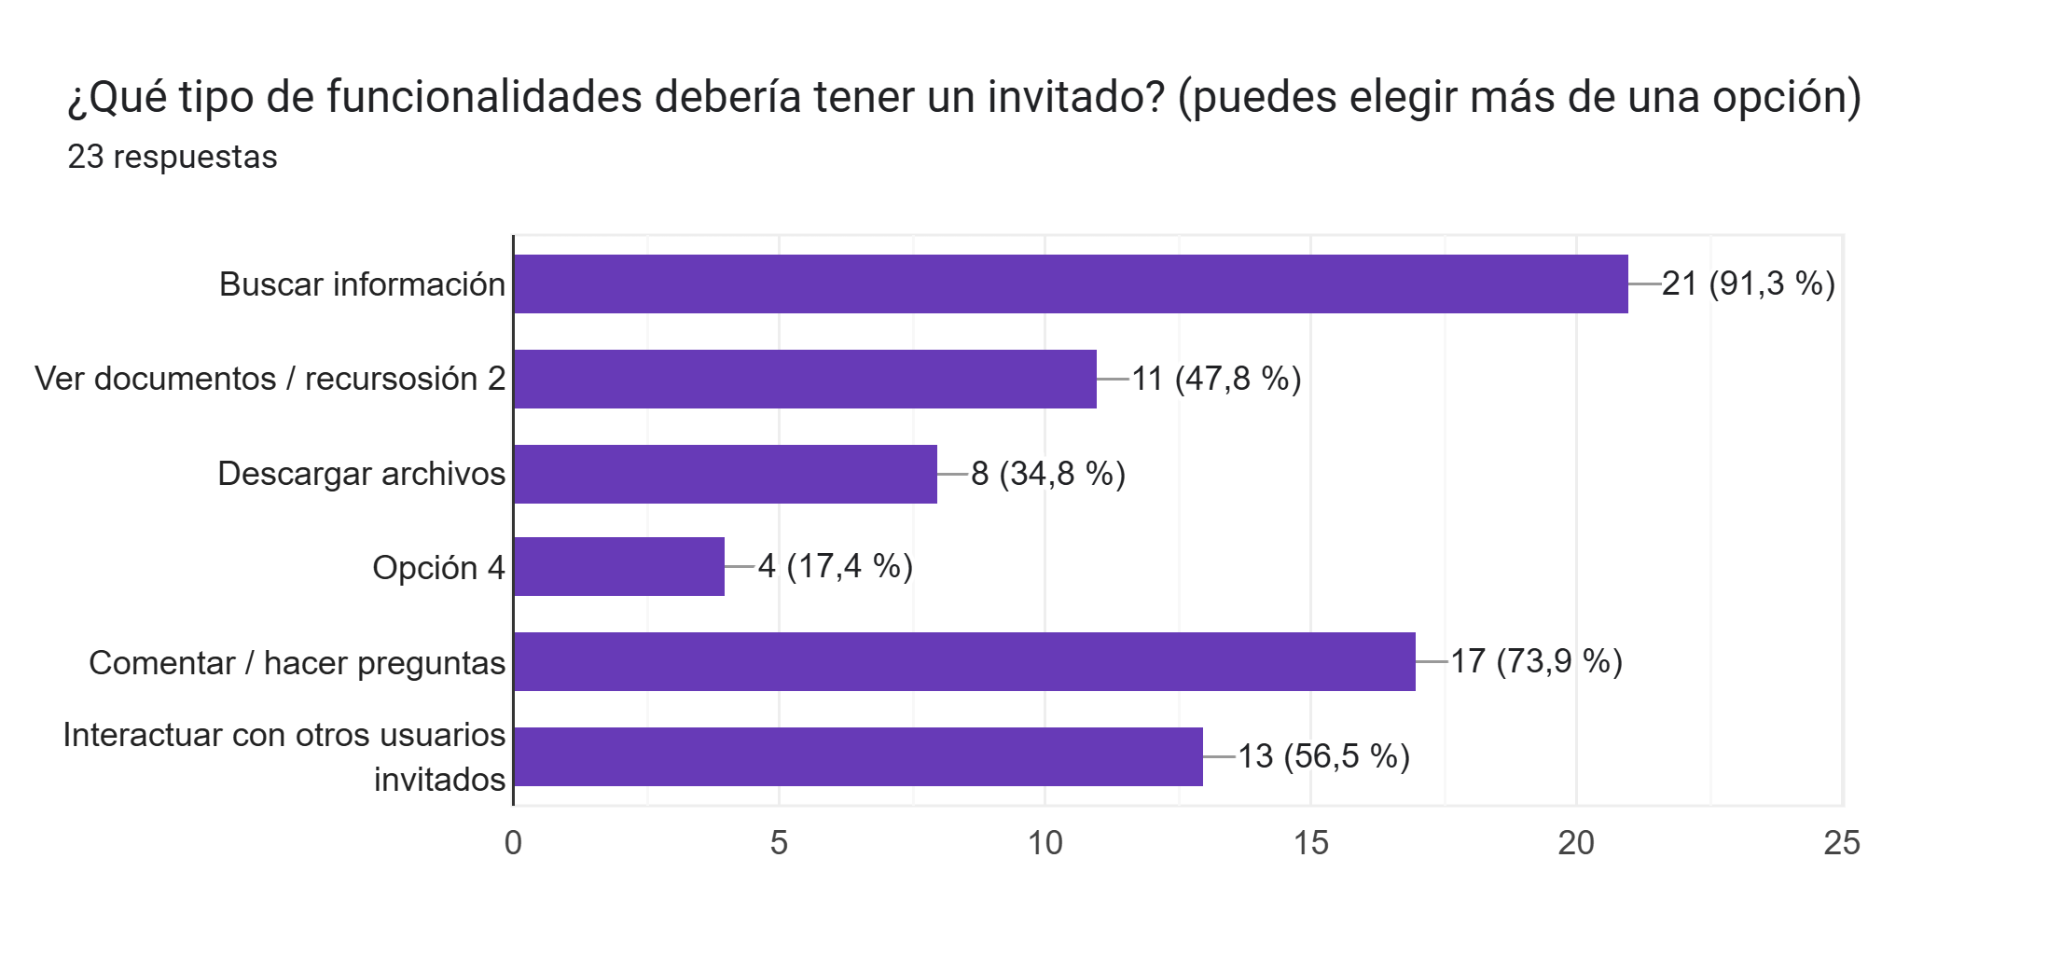 ¿Qué tipo de funcionalidades debería tener un invitado? (puedes elegir más de una opción)
23 respuestas
Buscar información
21 (91,3 %)
Ver documentos / recursosión 2
11 (47,8 %)
Descargar archivos
8 (34,8 %)
Opción 4
4 (17,4 %)
Comentar / hacer preguntas
17 (73,9 %)
Interactuar con otros usuarios
invitados
13 (56,5 %)
0 5 10 15 20 25